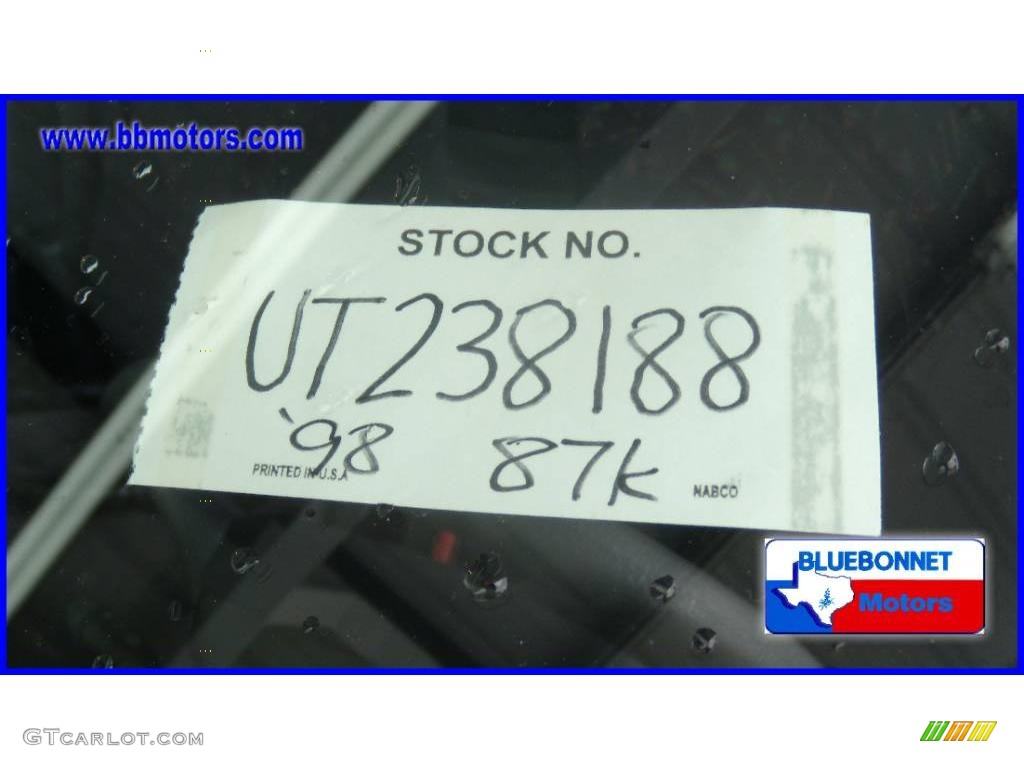 www.bbmotors.com
STOCK NO.
UT238188
'98 87K
PRINTED IN U.S.A
NABCO
BLUEBONNET
Motors
GTCARLOT.COM